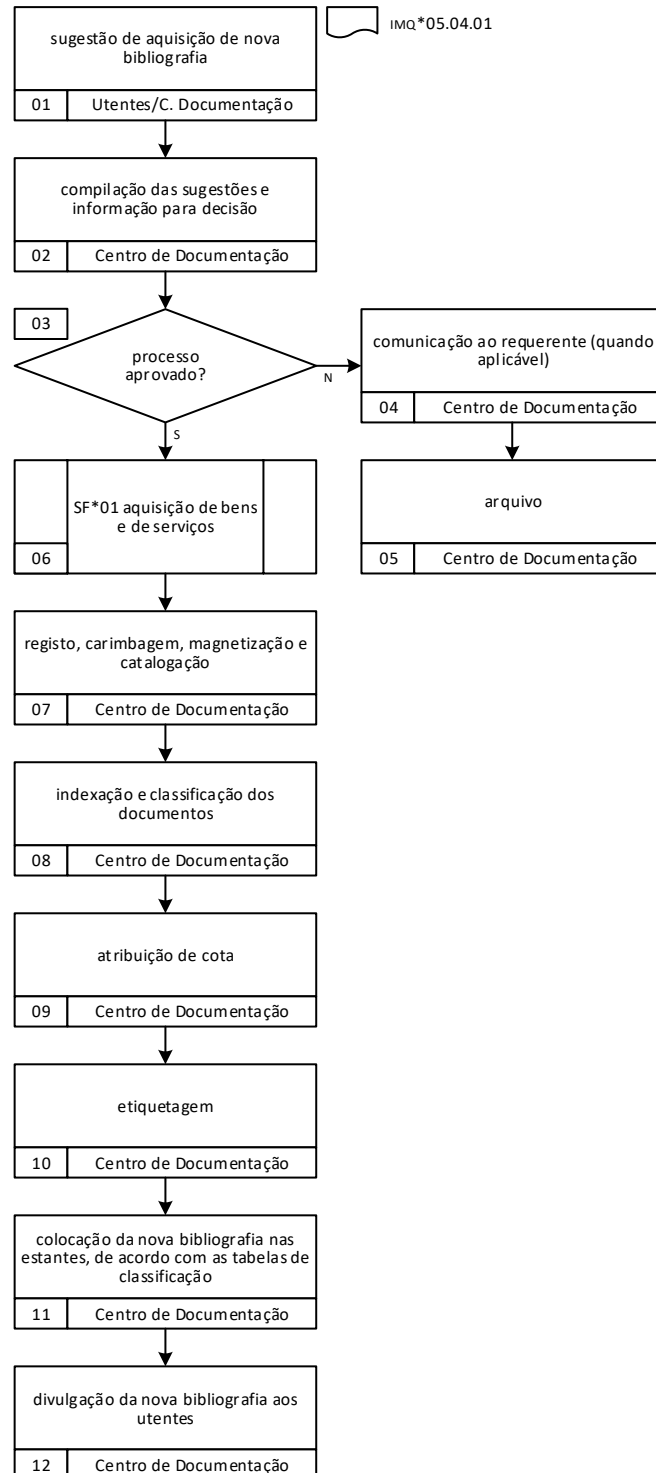 sugestão de aquisição de nova
bibliografia
01 Utentes/C. Documentação
IMQ*05.04.01
compilação das sugestões e
informação para decisão
02 Centro de Documentação
03
processo
aprovado?
N
S
comunicação ao requerente (quando
aplicável)
04 Centro de Documentação
arquivo
05 Centro de Documentação
SF*01 aquisição de bens
e de serviços
06
registo, carimbagem, magnetização e
catalogação
07 Centro de Documentação
indexação e classificação dos
documentos
08 Centro de Documentação
atribuição de cota
09 Centro de Documentação
etiquetagem
10 Centro de Documentação
colocação da nova bibliografia nas
estantes, de acordo com as tabelas de
classificação
11 Centro de Documentação
divulgação da nova bibliografia aos
utentes
12 Centro de Documentação